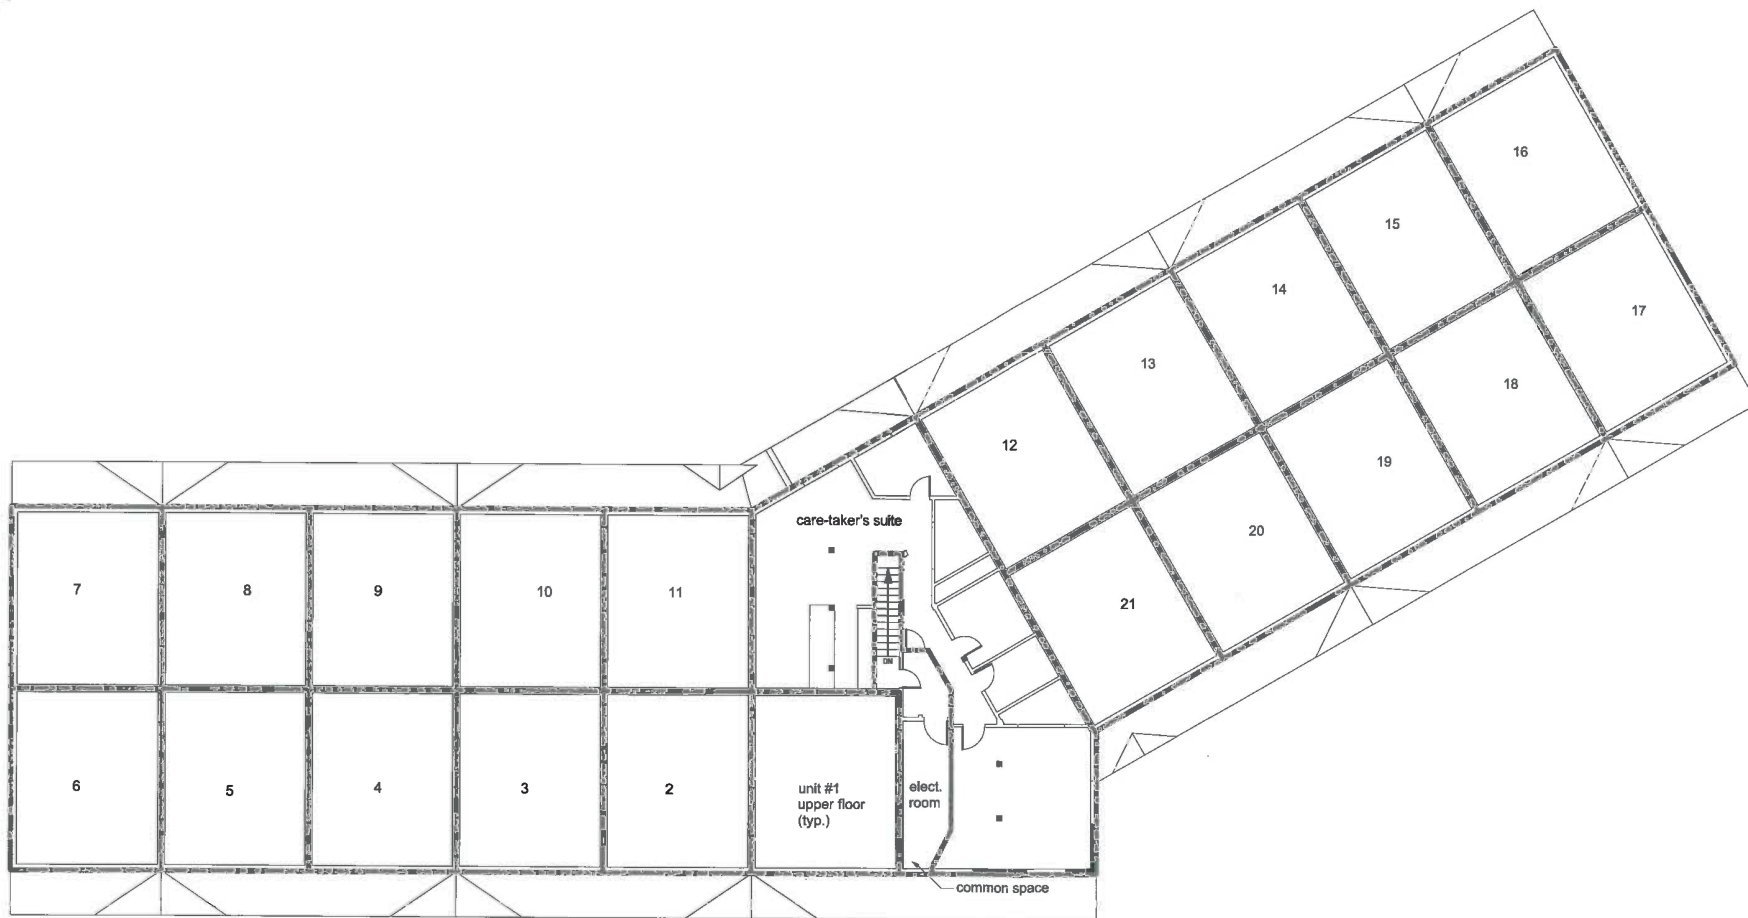 16
15
17
14
13
18
12
19
care-taker's suite
20
7
8
9
10
11
21
DN
6
5
4
3
2
unit #1
upper floor
(typ.)
elect.
room
common space